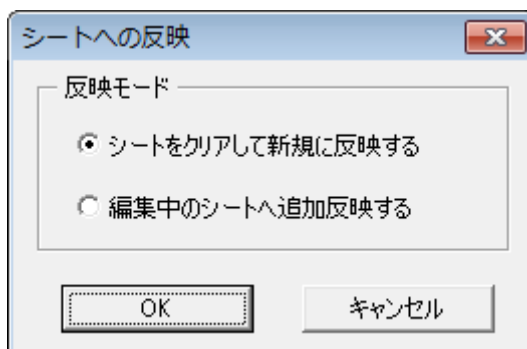 シートへの反映
反映モード
シートをクリアして新規に反映する
編集中のシートへ追加反映する
OK
キャンセル